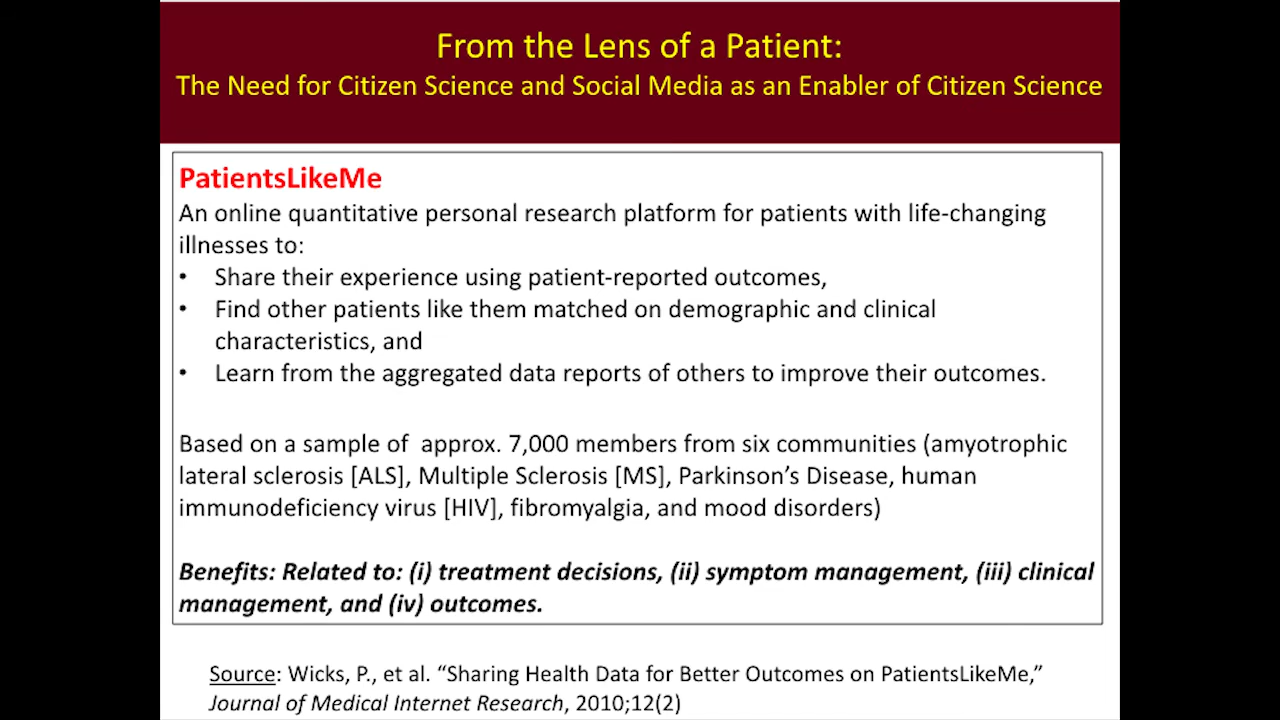 From the Lens of a Patient:
The Need for Citizen Science and Social Media as an Enabler of Citizen Science
PatientsLikeMe
An online quantitative personal research platform for patients with life-changing
illnesses to:
• Share their experience using patient-reported outcomes,
• Find other patients like them matched on demographic and clinical
characteristics, and
• Learn from the aggregated data reports of others to improve their outcomes.
Based on a sample of  approx. 7,000 members from six communities (amyotrophic
lateral sclerosis [ALS], Multiple Sclerosis [MS], Parkinson’s Disease, human
immunodeficiency virus [HIV], fibromyalgia, and mood disorders)
Benefits: Related to: (i) treatment decisions, (ii) symptom management, (iii) clinical
management, and (iv) outcomes.
Source: Wicks, P., et al. “Sharing Health Data for Better Outcomes on PatientsLikeMe,”
Journal of Medical Internet Research, 2010;12(2)